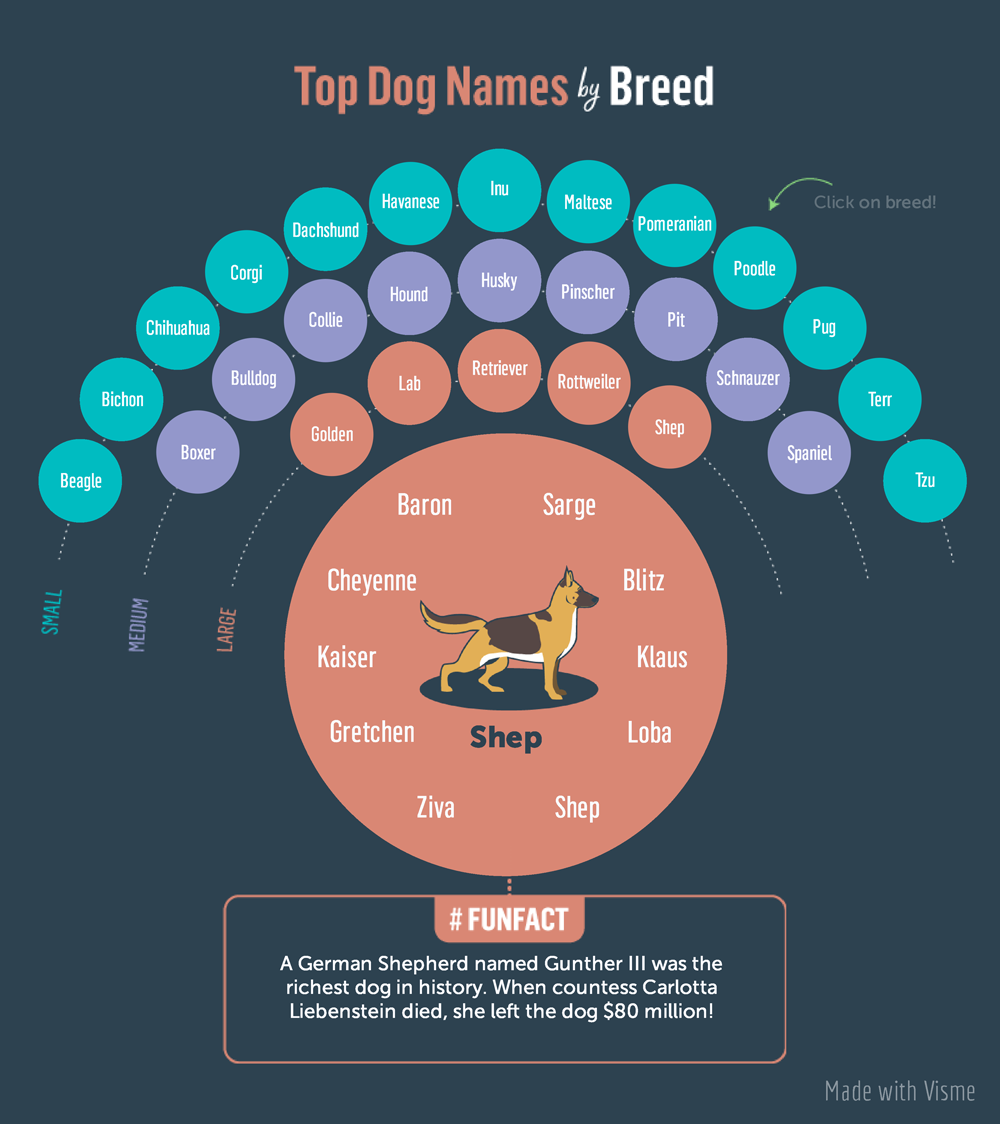 Top Dog Names by Breed
Click on breed!
Beagle
Bichon
Chihuahua
Corgi
Dachshund
Havanese
Inu
Maltese
Pomeranian
Poodle
Pug
Terr
Tzu
Boxer
Bulldog
Collie
Hound
Husky
Pinscher
Pit
Schnauzer
Spaniel
Golden
Lab
Retriever
Rottweiler
Shep
SMALL
MEDIUM
LARGE
Baron
Sarge
Cheyenne
Blitz
Kaiser
Klaus
Gretchen
Shep
Loba
Ziva
Shep
# FUNFACT
A German Shepherd named Gunther III was the
richest dog in history. When countess Carlotta
Liebenstein died, she left the dog $80 million!
Made with Visme